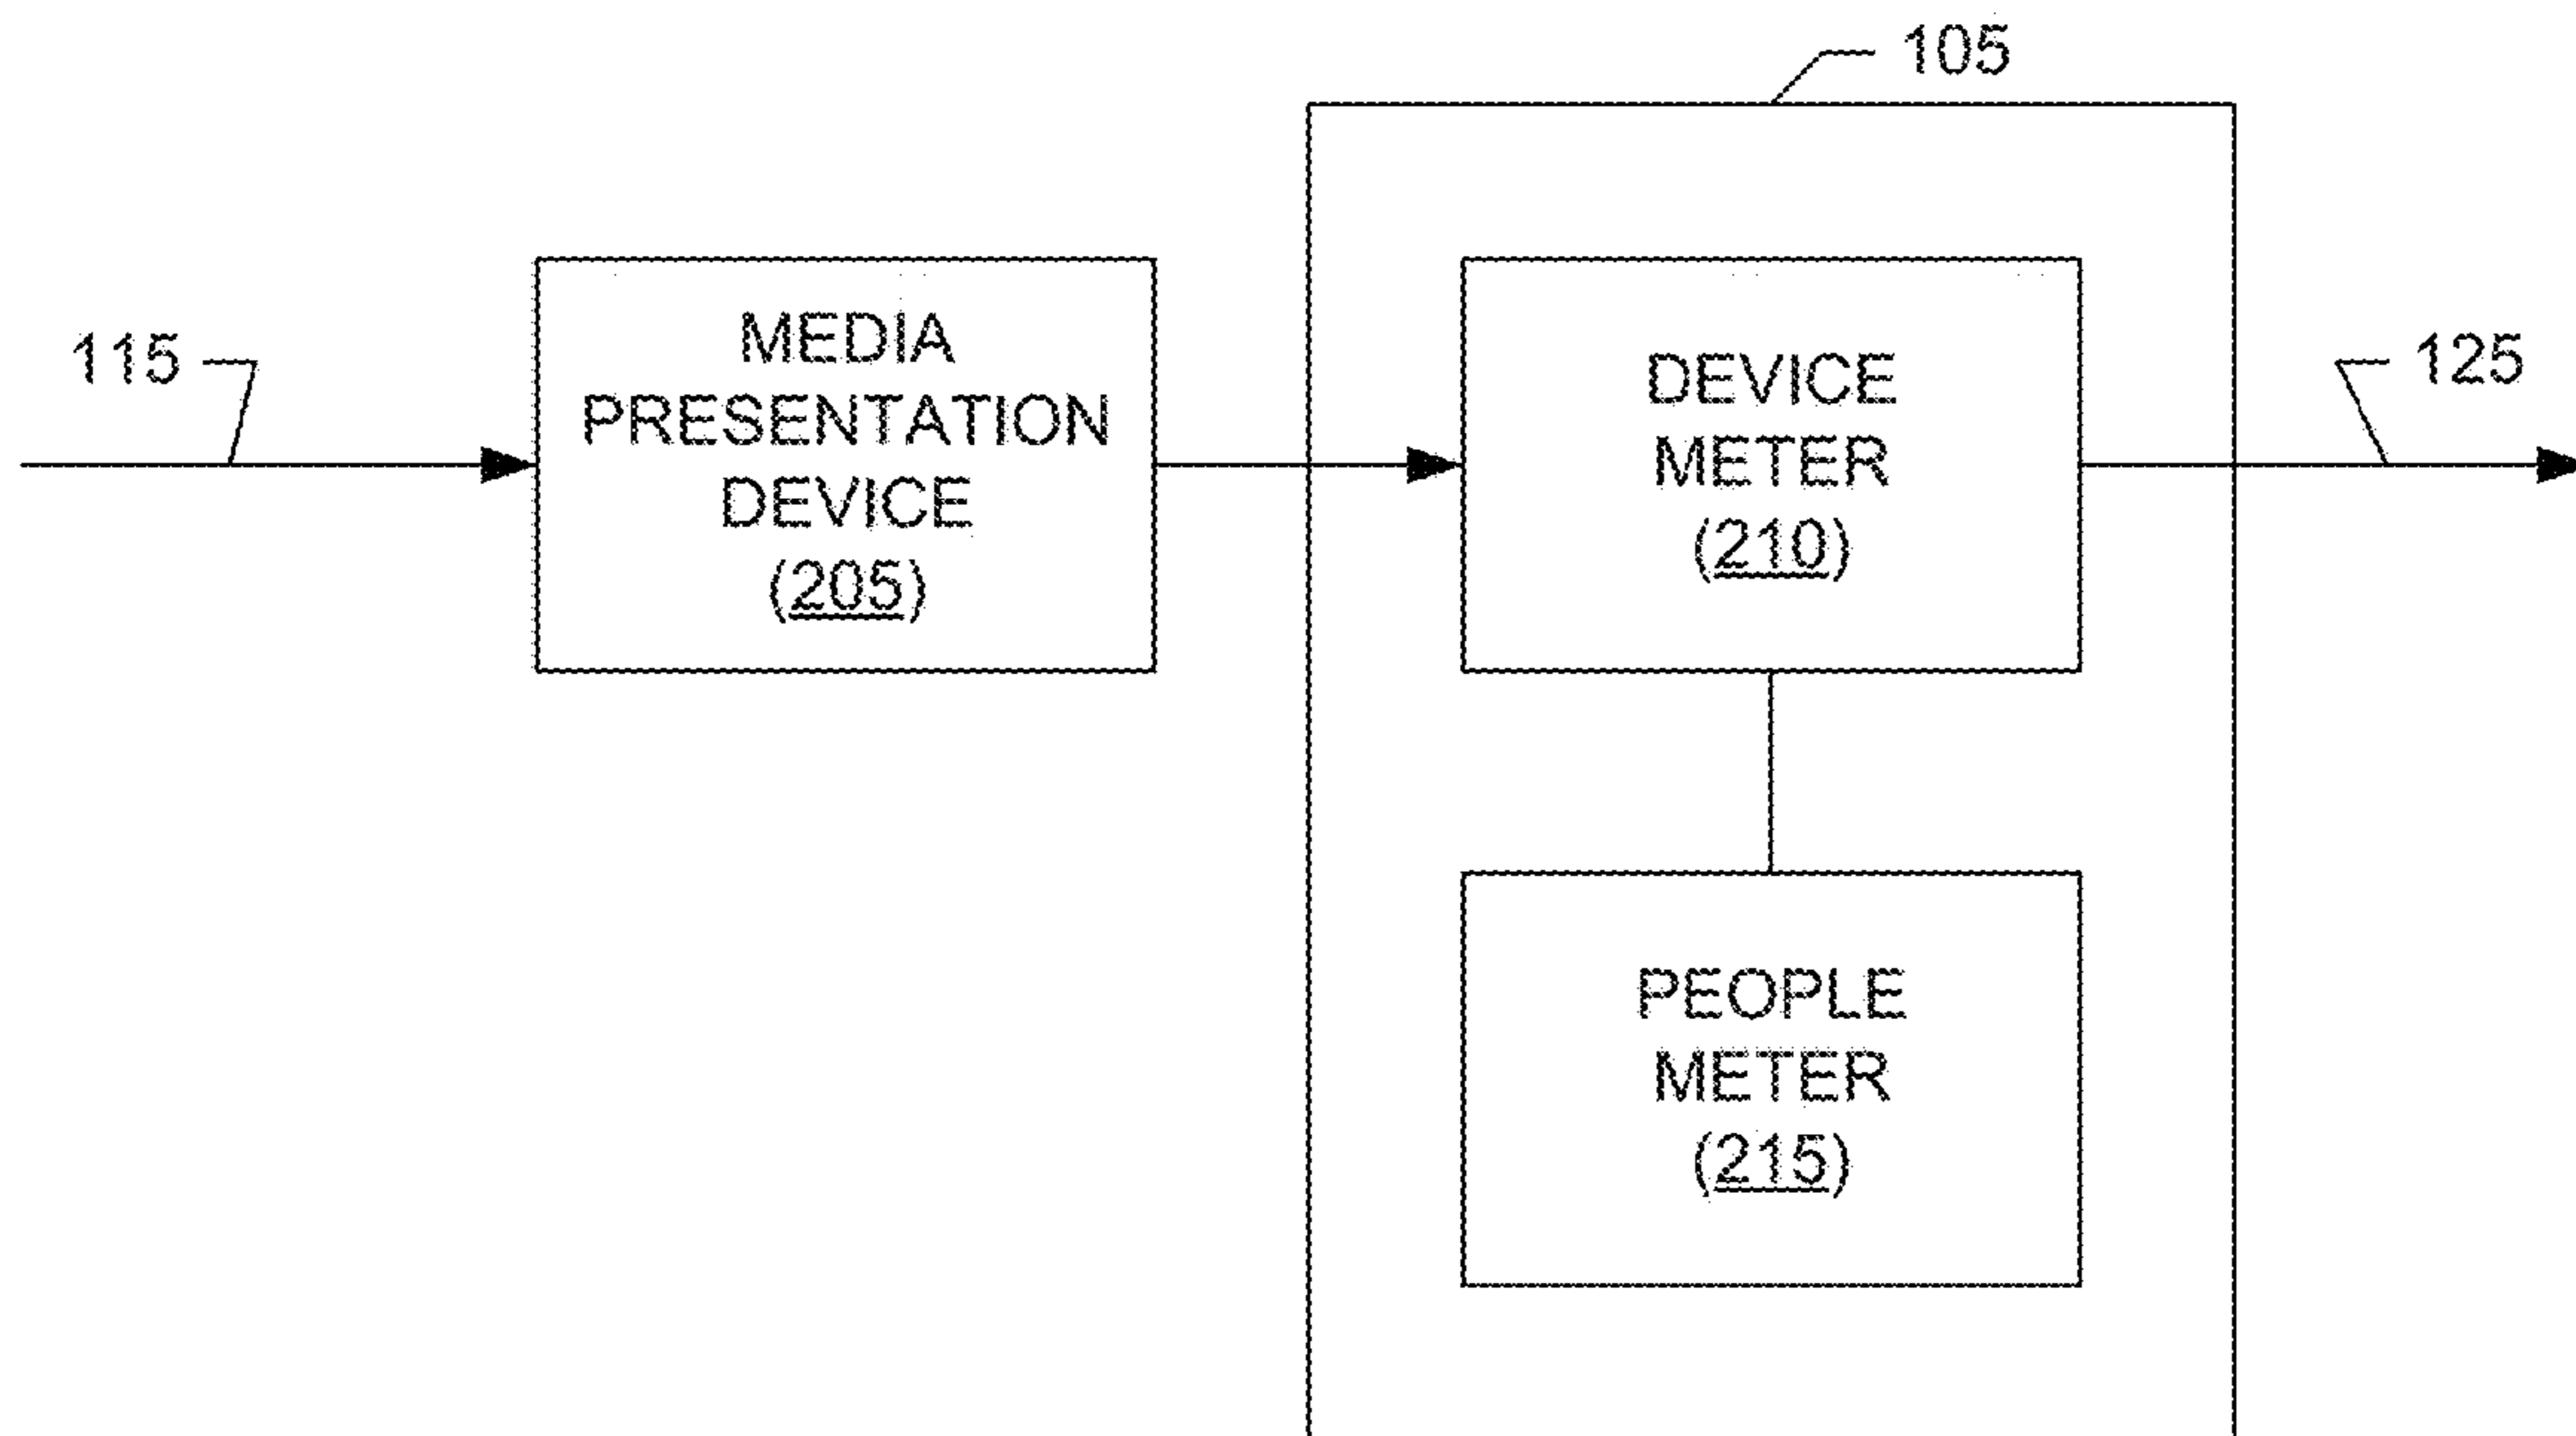 105
115
MEDIA
PRESENTATION
DEVICE
(205)
DEVICE
METER
(210)
125
PEOPLE
METER
(215)